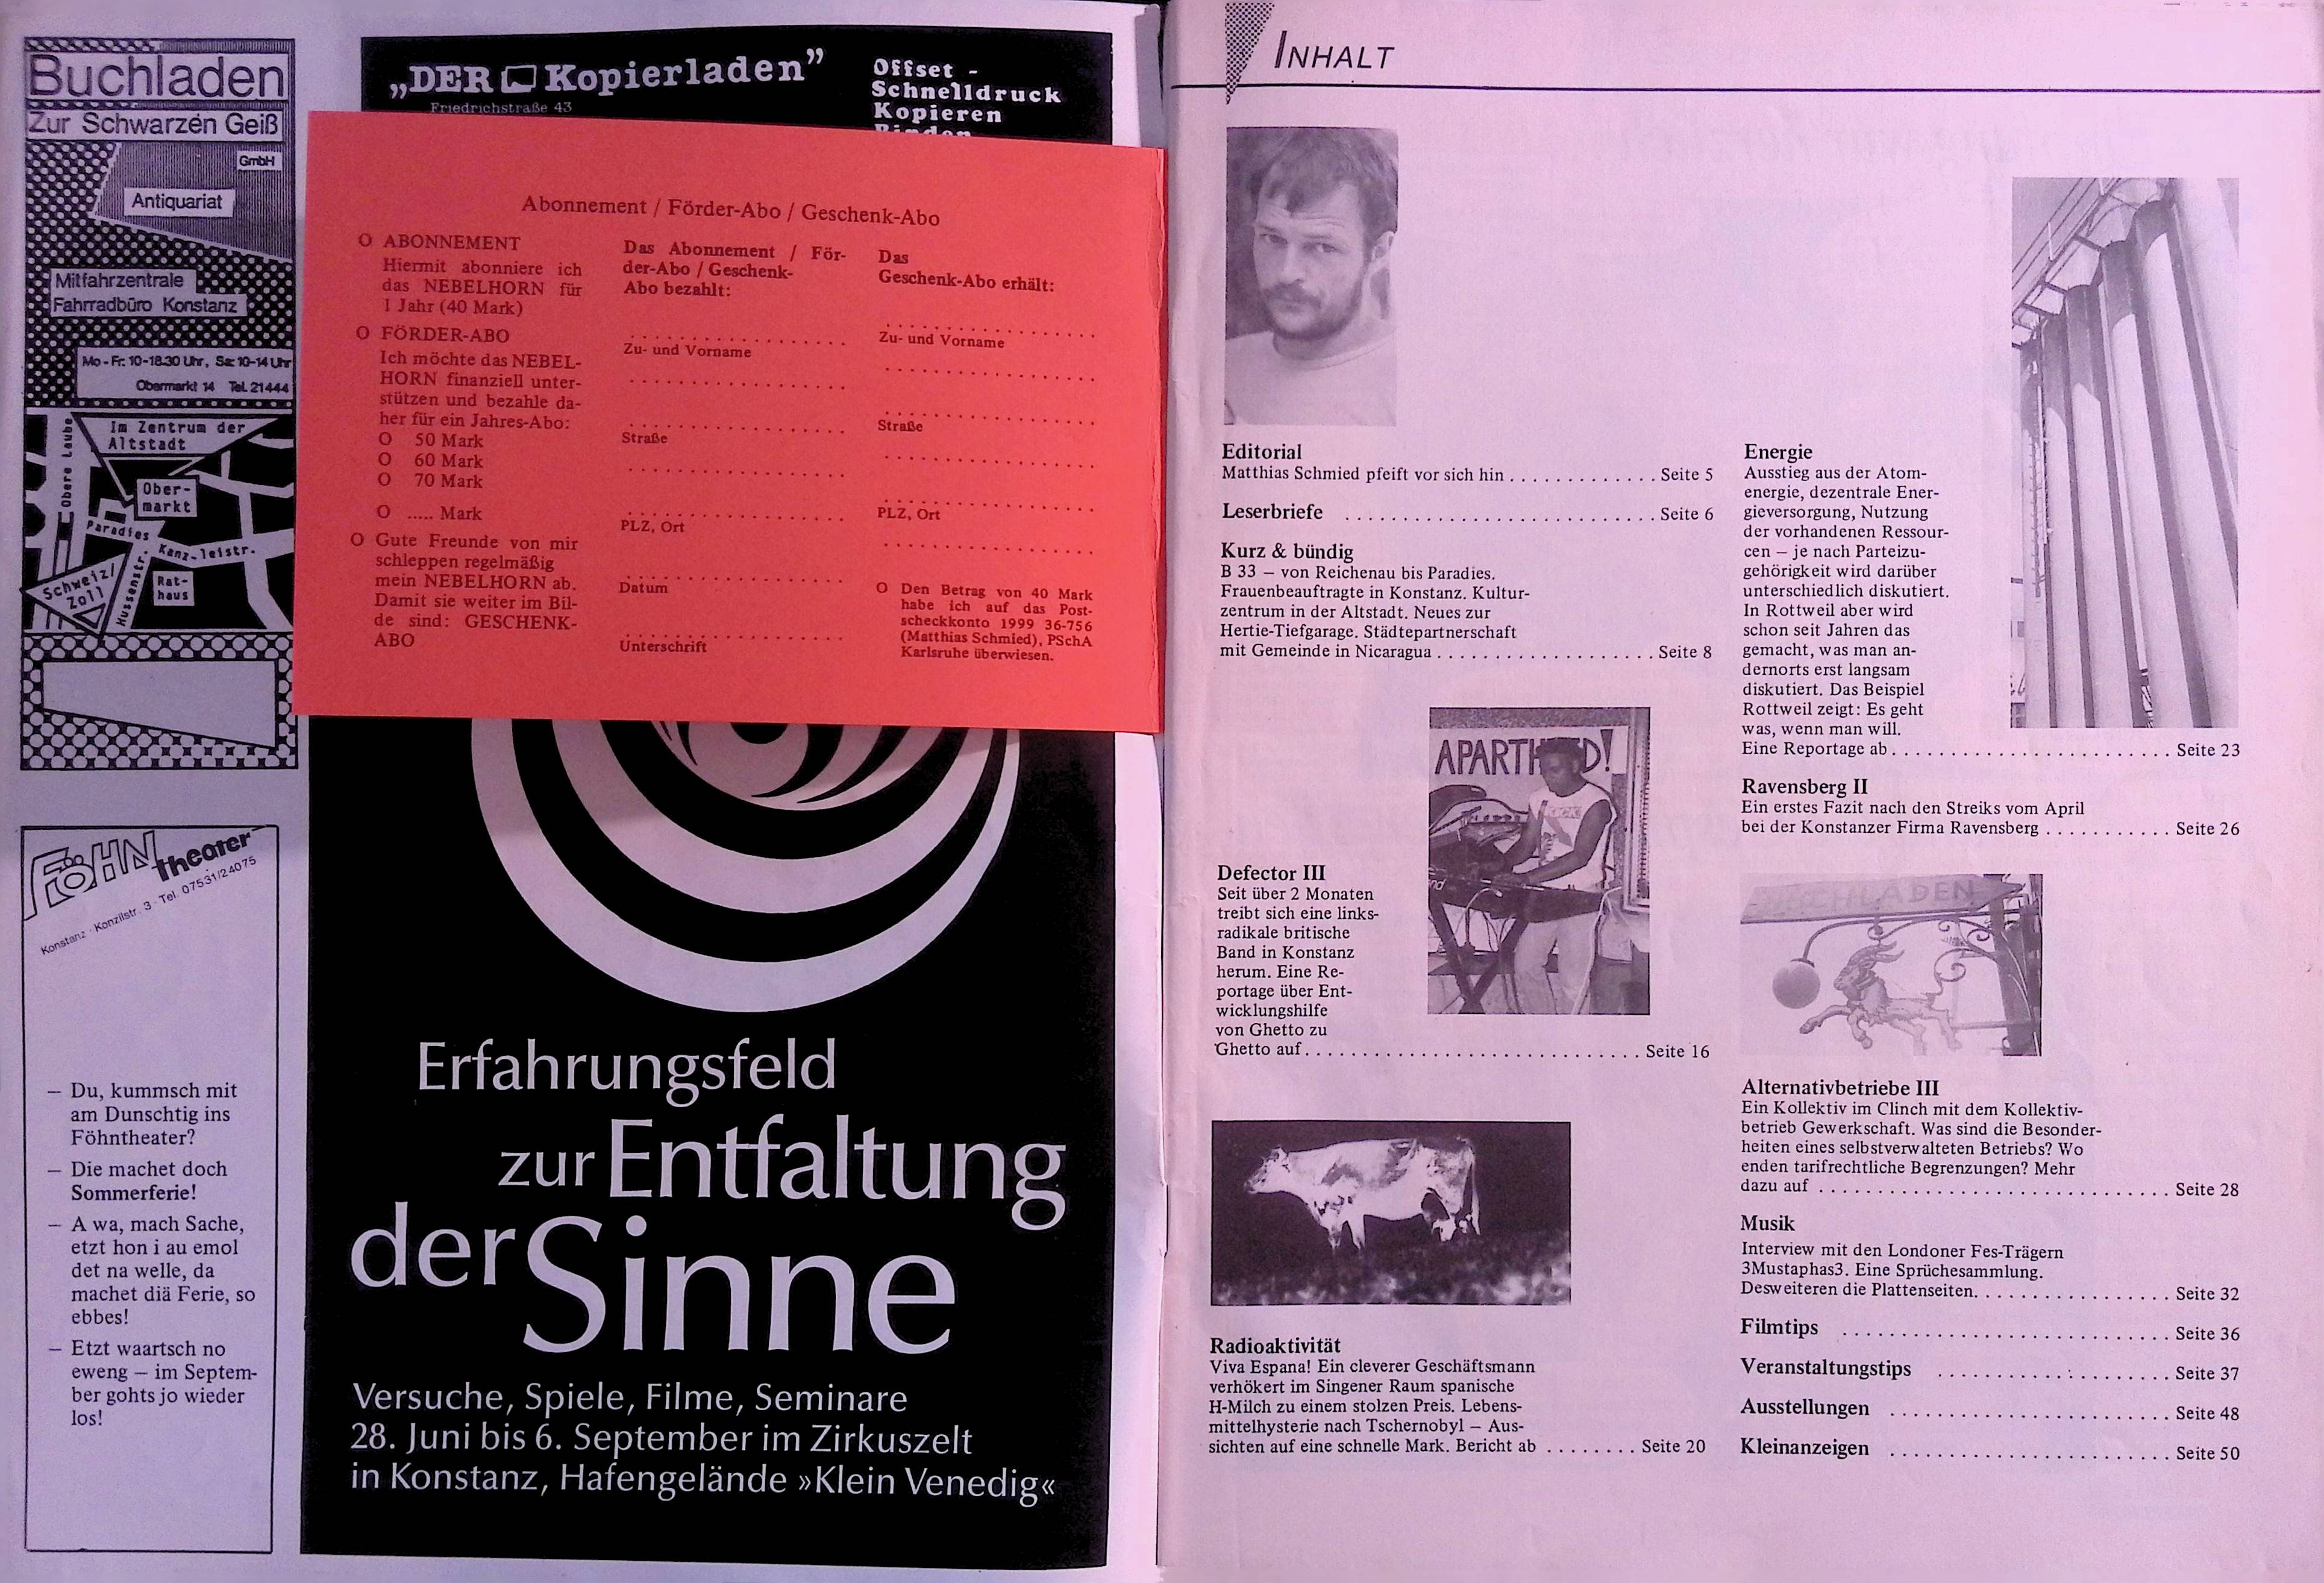 Buchladen
Zur Schwarzen Geiß
GmbH
Antiquariat
Mitfahrzentrale
Fahrradbüro Konstanz
Mo - Fr: 10-18.30 Uhr, Sa: 10-14 Uhr
Obermarkt 14 Tel. 21444
Im Zentrum der
Altstadt
Obere Laube
Ober-
markt
Paradies
Kanz-leistr.
Schweiz/
Zoll
Hussenstr.
Rat-
haus
FöHN theater
Konstanz · Konzilstr. 3 · Tel. 07531/24075
– Du, kummsch mit
am Dunschtig ins
Föhntheater?
– Die machet doch
Sommerferie!
– A wa, mach Sache,
etzt hon i au emol
det na welle, da
machet diä Ferie, so
ebbes!
– Etzt waartsch no
eweng – im Septem-
ber gohts jo wieder
los!
„DER Kopierladen”
Friedrichstraße 43
Offset -
Schnelldruck
Kopieren
Binden
Abonnement / Förder-Abo / Geschenk-Abo
O ABONNEMENT
Hiermit abonniere ich
das NEBELHORN für
1 Jahr (40 Mark)
O FÖRDER-ABO
Ich möchte das NEBEL-
HORN finanziell unter-
stützen und bezahle da-
her für ein Jahres-Abo:
O 50 Mark
O 60 Mark
O 70 Mark
O ..... Mark
O Gute Freunde von mir
schleppen regelmäßig
mein NEBELHORN ab.
Damit sie weiter im Bil-
de sind: GESCHENK-
ABO
Das Abonnement / För-
der-Abo / Geschenk-
Abo bezahlt:
Zu- und Vorname
Straße
PLZ, Ort
Datum
Unterschrift
Das
Geschenk-Abo erhält:
Zu- und Vorname
Straße
PLZ, Ort
O Den Betrag von 40 Mark
habe ich auf das Post-
scheckkonto 1999 36-756
(Matthias Schmied), PSchA
Karlsruhe überwiesen.
Erfahrungsfeld
zur Entfaltung
der Sinne
Versuche, Spiele, Filme, Seminare
28. Juni bis 6. September im Zirkuszelt
in Konstanz, Hafengelände »Klein Venedig«
INHALT
Editorial
Matthias Schmied pfeift vor sich hin . . . . . . . . . . . . . Seite 5
Leserbriefe . . . . . . . . . . . . . . . . . . . . . . . . . . . . Seite 6
Kurz & bündig
B 33 – von Reichenau bis Paradies.
Frauenbeauftragte in Konstanz. Kultur-
zentrum in der Altstadt. Neues zur
Hertie-Tiefgarage. Städtepartnerschaft
mit Gemeinde in Nicaragua . . . . . . . . . . . . . . . . . . . Seite 8
APARTH D!
Defector III
Seit über 2 Monaten
treibt sich eine links-
radikale britische
Band in Konstanz
herum. Eine Re-
portage über Ent-
wicklungshilfe
von Ghetto zu
Ghetto auf . . . . . . . . . . . . . . . . . . . . . . . . . . . . . Seite 16
Radioaktivität
Viva Espana! Ein cleverer Geschäftsmann
verhökert im Singener Raum spanische
H-Milch zu einem stolzen Preis. Lebens-
mittelhysterie nach Tschernobyl – Aus-
sichten auf eine schnelle Mark. Bericht ab . . . . . . . . Seite 20
Energie
Ausstieg aus der Atom-
energie, dezentrale Ener-
gieversorgung, Nutzung
der vorhandenen Ressour-
cen – je nach Parteizu-
gehörigkeit wird darüber
unterschiedlich diskutiert.
In Rottweil aber wird
schon seit Jahren das
gemacht, was man an-
dernorts erst langsam
diskutiert. Das Beispiel
Rottweil zeigt: Es geht
was, wenn man will.
Eine Reportage ab . . . . . . . . . . . . . . . . . . . . . . . . Seite 23
Ravensberg II
Ein erstes Fazit nach den Streiks vom April
bei der Konstanzer Firma Ravensberg . . . . . . . . . . . Seite 26
BUCHLADEN
Alternativbetriebe III
Ein Kollektiv im Clinch mit dem Kollektiv-
betrieb Gewerkschaft. Was sind die Besonder-
heiten eines selbstverwalteten Betriebs? Wo
enden tarifrechtliche Begrenzungen? Mehr
dazu auf . . . . . . . . . . . . . . . . . . . . . . . . . . . . . . Seite 28
Musik
Interview mit den Londoner Fes-Trägern
3Mustaphas3. Eine Sprüchesammlung.
Desweiteren die Plattenseiten. . . . . . . . . . . . . . . . . Seite 32
Filmtips . . . . . . . . . . . . . . . . . . . . . . . . . . . . Seite 36
Veranstaltungstips . . . . . . . . . . . . . . . . . . . . Seite 37
Ausstellungen . . . . . . . . . . . . . . . . . . . . . . . . Seite 48
Kleinanzeigen . . . . . . . . . . . . . . . . . . . . . . . . Seite 50